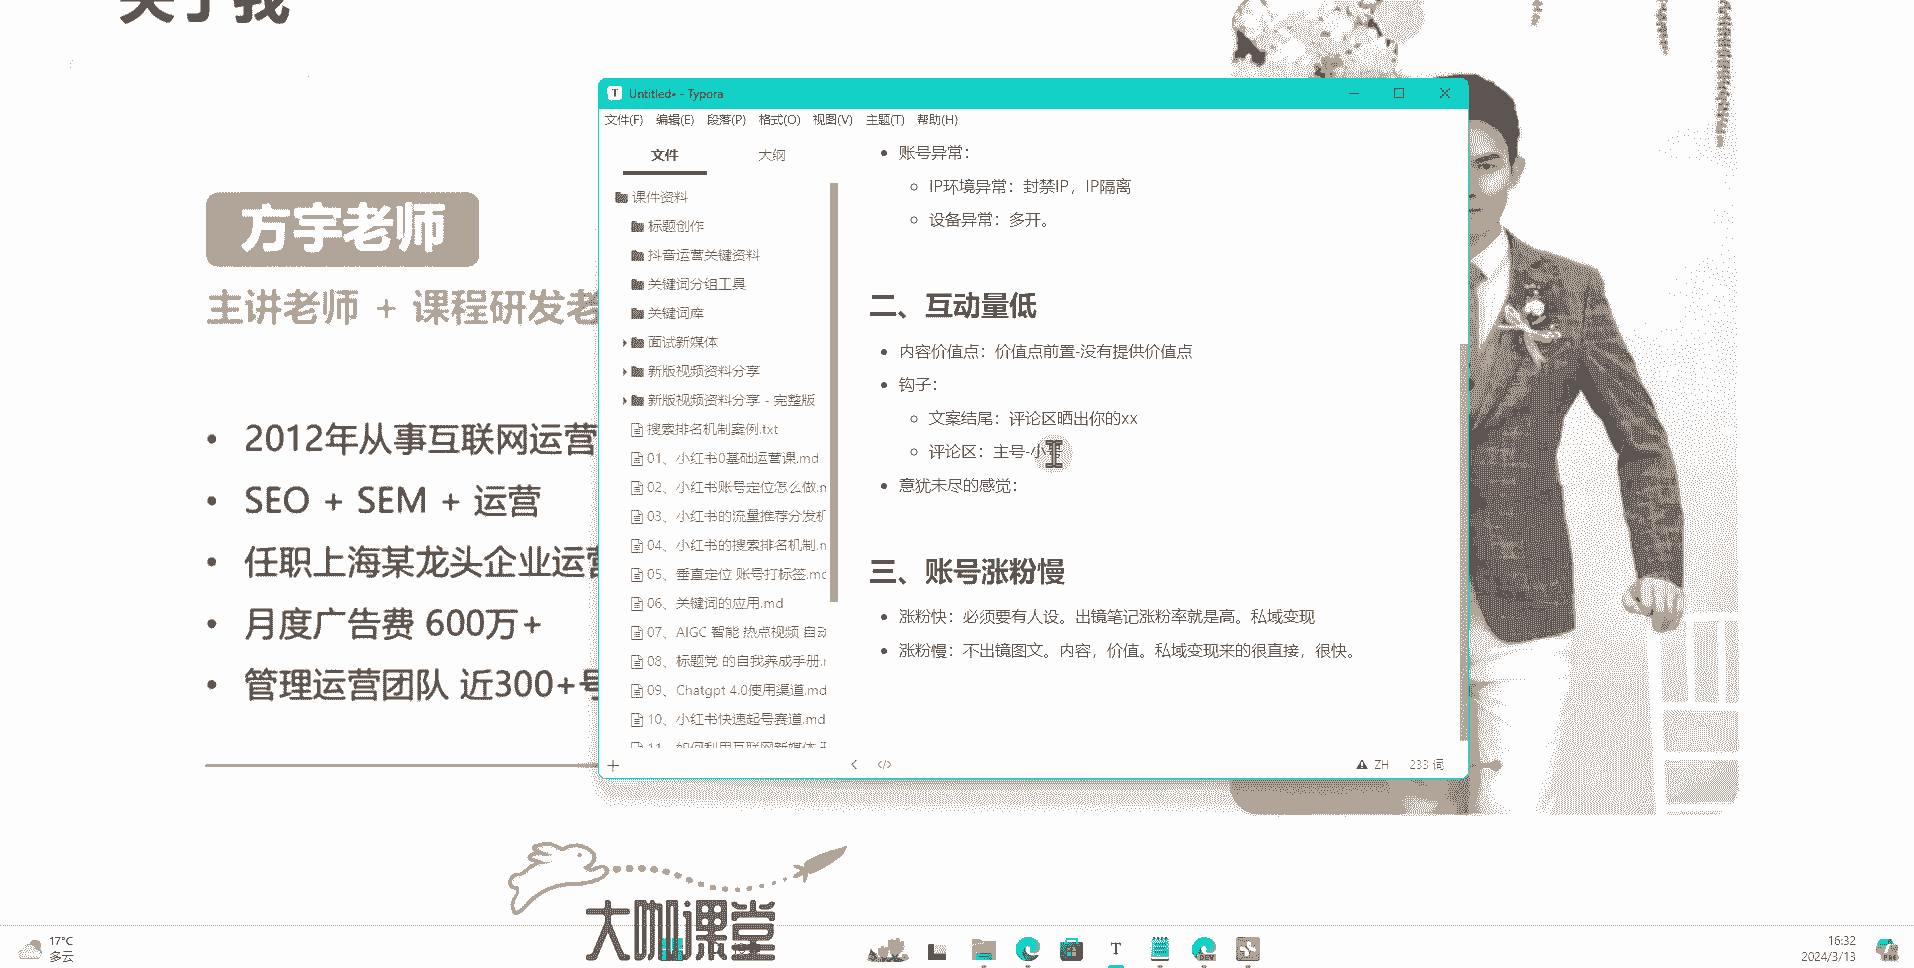 关于我
方宇老师
主讲老师 + 课程研发老
2012年从事互联网运营
SEO + SEM + 运营
任职上海某龙头企业运营
月度广告费 600万+
管理运营团队 近300+号
Untitled• - Typora
文件(F) 编辑(E) 段落(P) 格式(O) 视图(V) 主题(T) 帮助(H)
文件 大纲
课件资料
标题创作
抖音运营关键资料
关键词分组工具
关键词库
面试新媒体
新版视频资料分享
新版视频资料分享 - 完整版
搜索排名机制案例.txt
01、小红书0基础运营课.md
02、小红书账号定位怎么做.n
03、小红书的流量推荐分发机
04、小红书的搜索排名机制.n
05、垂直定位 账号打标签.mc
06、关键词的应用.md
07、AIGC 智能 热点视频 自动
08、标题党 的自我养成手册.r
09、Chatgpt 4.0使用渠道.md
10、小红书快速起号赛道.md
11、如何利用互联网新媒体
账号异常：
IP环境异常：封禁IP，IP隔离
设备异常：多开。
二、互动量低
内容价值点：价值点前置-没有提供价值点
钩子：
文案结尾：评论区晒出你的xx
评论区：主号-小号
意犹未尽的感觉：
三、账号涨粉慢
涨粉快：必须要有人设。出镜笔记涨粉率就是高。私域变现
涨粉慢：不出镜图文。内容，价值。私域变现来的很直接，很快。
ZH 233 词
大咖课堂
17°C
多云
T
DEV
16:32
2024/3/13
PRO